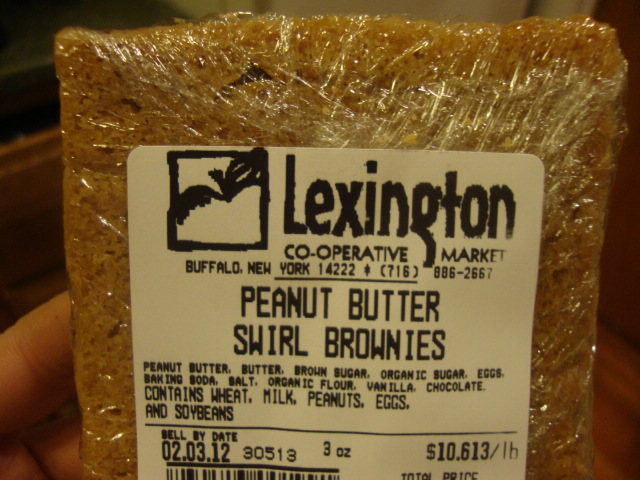 Lexington
CO-OPERATIVE MARKET
BUFFALO, NEW YORK 14222 * (716) 886-2667
PEANUT BUTTER
SWIRL BROWNIES
PEANUT BUTTER, BUTTER, BROWN SUGAR, ORGANIC SUGAR, EGGS,
BAKING SODA, SALT, ORGANIC FLOUR, VANILLA, CHOCOLATE.
CONTAINS WHEAT, MILK, PEANUTS, EGGS,
AND SOYBEANS
SELL BY DATE
02.03.12 30513 3 oz $10.613/lb
TOTAL PRICE